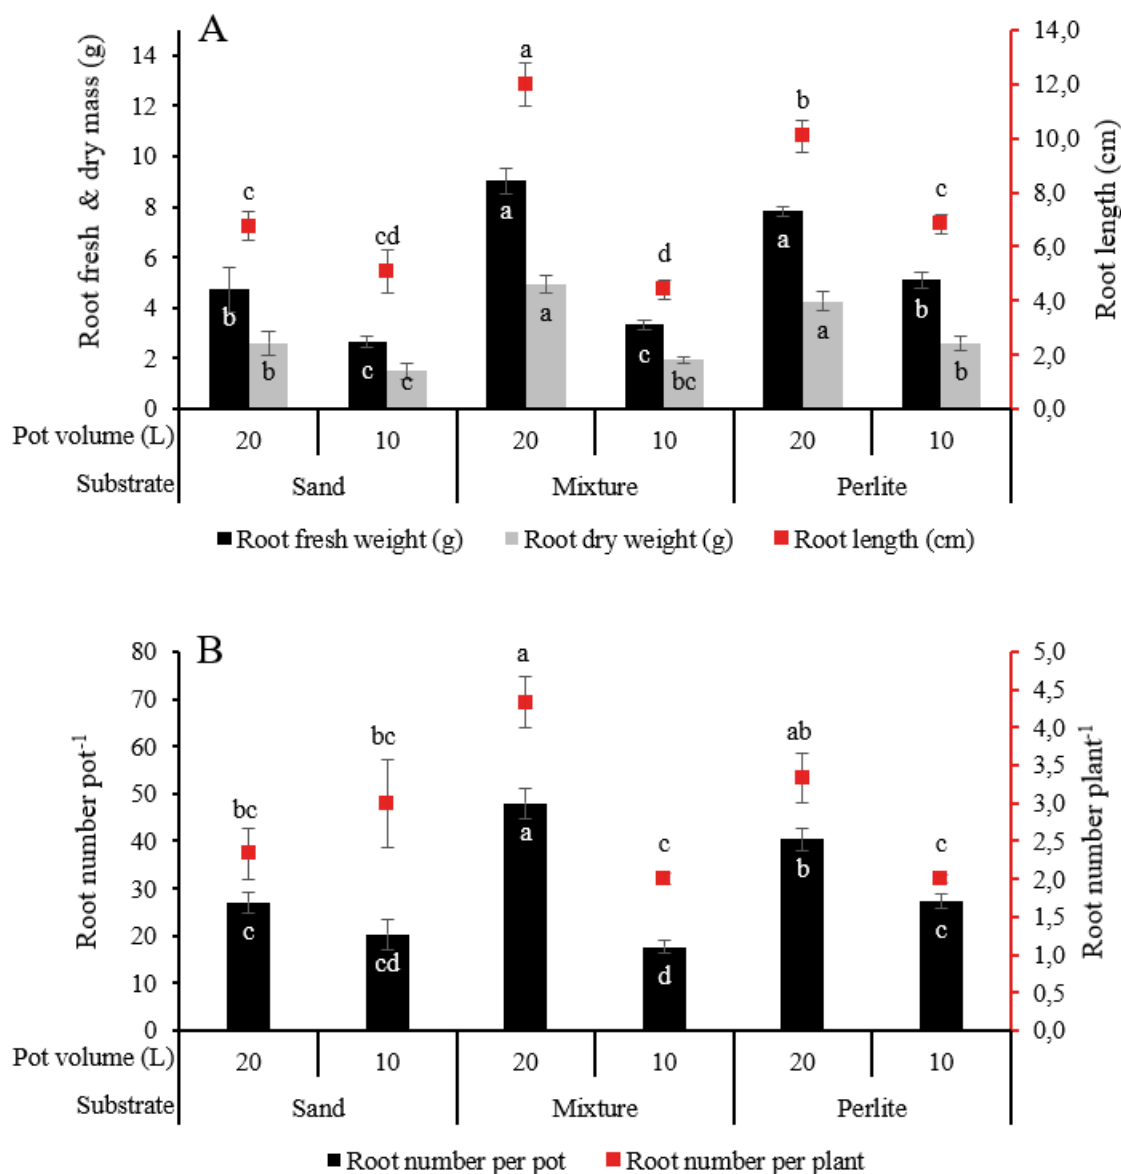 A
Root fresh & dry mass (g)
14
12
10
8
6
4
2
0
14,0
12,0
10,0
8,0
6,0
4,0
2,0
0,0
Root length (cm)
c
cd
a
d
b
c
b
b
c
c
a
a
c
bc
a
a
b
b
Pot volume (L) 20 10 20 10 20 10
Substrate Sand Mixture Perlite
Root fresh weight (g) Root dry weight (g) Root length (cm)
B
Root number pot-1
80
70
60
50
40
30
20
10
0
5,0
4,5
4,0
3,5
3,0
2,5
2,0
1,5
1,0
0,5
0,0
Root number plant-1
bc
bc
a
c
ab
c
c
cd
a
d
b
c
Pot volume (L) 20 10 20 10 20 10
Substrate Sand Mixture Perlite
Root number per pot Root number per plant